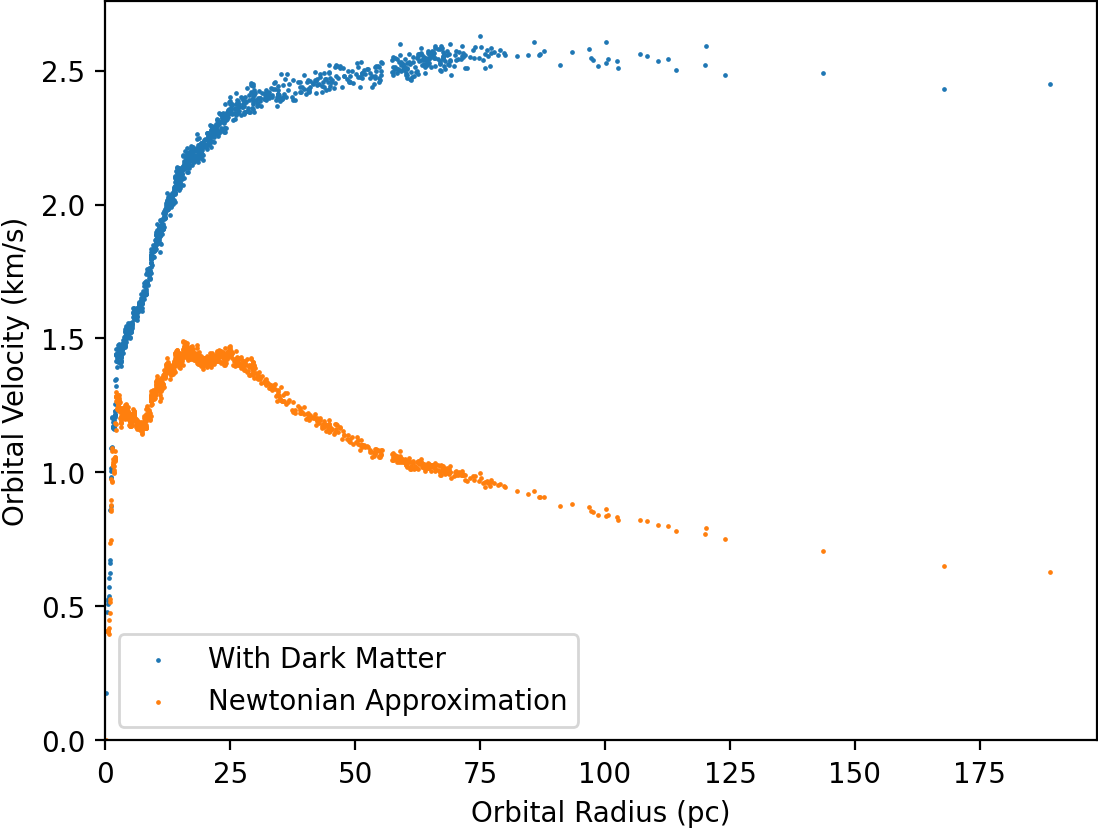 Orbital Velocity (km/s)
2.5
2.0
1.5
1.0
0.5
0.0
With Dark Matter
Newtonian Approximation
0 25 50 75 100 125 150 175
Orbital Radius (pc)